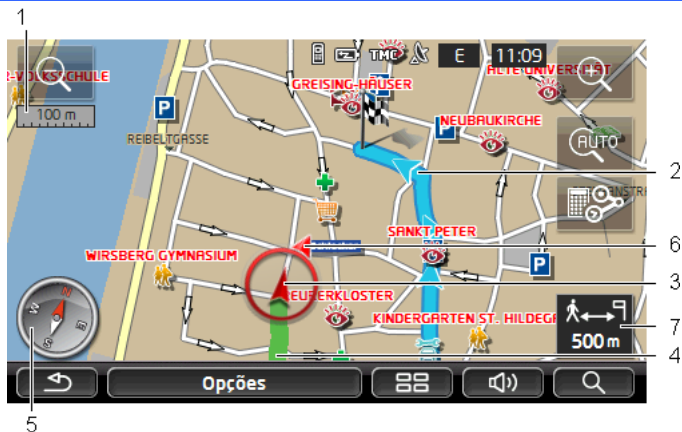 1
TMC E 11:09
R-VOLKSSCHULE
GREISING-HÄUSER
ALTE UNIVERSITÄT
100 m
P
NEUBAUKIRCHE
P
REIBELTGASSE
AUTO
2
SANKT PETER
6
WIRSBERG GYMNASIUM
P
3
N
W
E
S
EURERKLOSTER
KINDERGARTEN ST. HILDEG
500 m
7
4
Opções
5